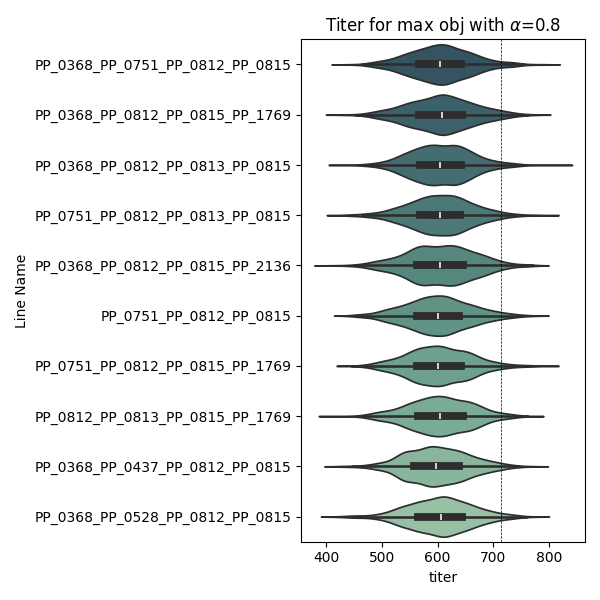 Titer for max obj with α=0.8
PP_0368_PP_0751_PP_0812_PP_0815
PP_0368_PP_0812_PP_0815_PP_1769
PP_0368_PP_0812_PP_0813_PP_0815
PP_0751_PP_0812_PP_0813_PP_0815
PP_0368_PP_0812_PP_0815_PP_2136
PP_0751_PP_0812_PP_0815
PP_0751_PP_0812_PP_0815_PP_1769
PP_0812_PP_0813_PP_0815_PP_1769
PP_0368_PP_0437_PP_0812_PP_0815
PP_0368_PP_0528_PP_0812_PP_0815
Line Name
400 500 600 700 800
titer